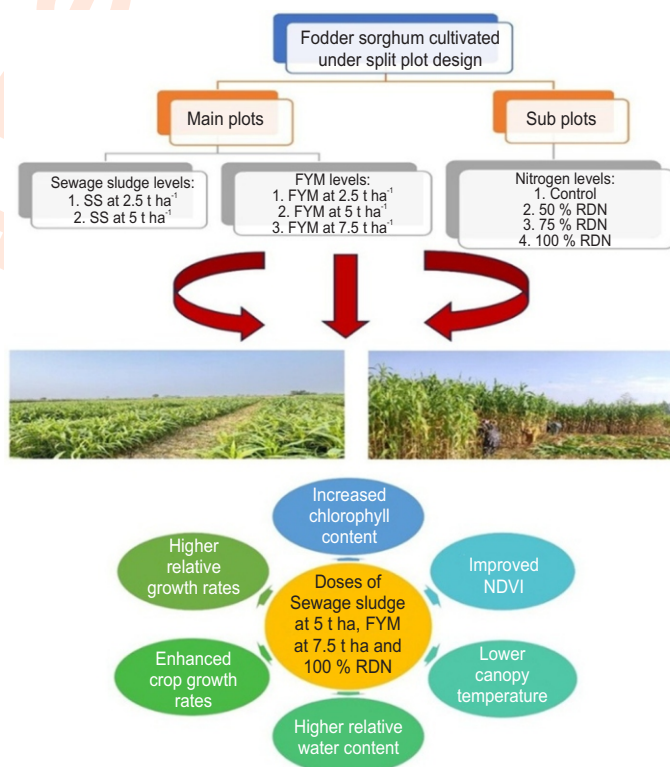 Fodder sorghum cultivated
under split plot design
Main plots
Sub plots
Sewage sludge levels:
1. SS at 2.5 t ha⁻¹
2. SS at 5 t ha⁻¹
FYM levels:
1. FYM at 2.5 t ha⁻¹
2. FYM at 5 t ha⁻¹
3. FYM at 7.5 t ha⁻¹
Nitrogen levels:
1. Control
2. 50 % RDN
3. 75 % RDN
4. 100 % RDN
Increased
chlorophyll
content
Higher
relative
growth rates
Improved
NDVI
Doses of
Sewage sludge
at 5 t ha, FYM
at 7.5 t ha and
100 % RDN
Enhanced
crop growth
rates
Lower
canopy
temperature
Higher relative
water content